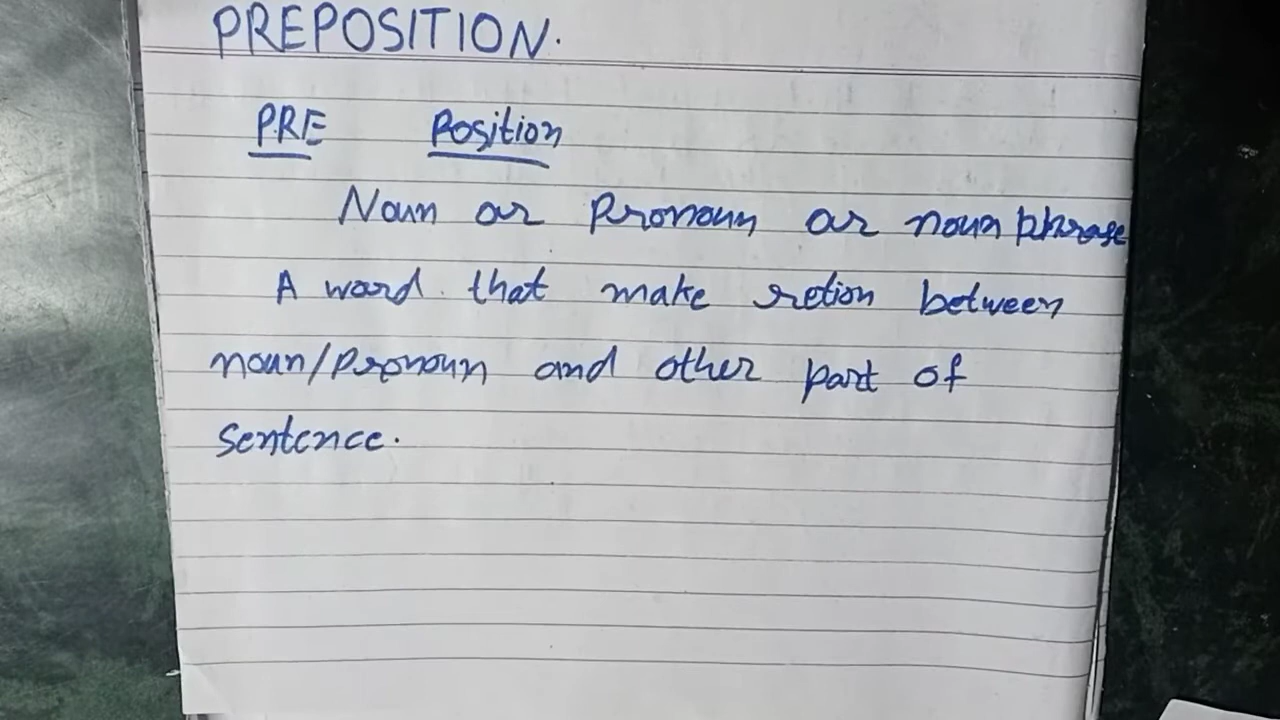 PREPOSITION.
PRE Position
Noun or Pronoun or noun phrase
A word that make retion between
noun/pronoun and other part of
sentence.